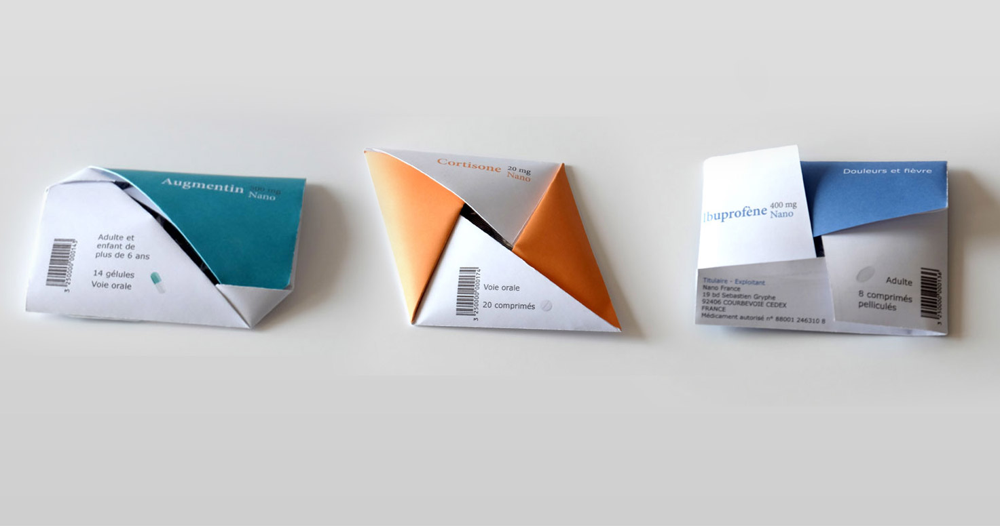 Augmentin 500 mg
Nano
Adulte et
enfant de
plus de 6 ans
14 gélules
Voie orale
3 250000 000143
Cortisone 20 mg
Nano
Voie orale
20 comprimés
3 250000 000174
Ibuprofène 400 mg
Nano
Douleurs et fièvre
Titulaire - Exploitant
Nano France
19 bd Sebastien Gryphe
92406 COURBEVOIE CEDEX
FRANCE
Médicament autorisé n° 88001 246310 8
Adulte
8 comprimés
pelliculés
3 250000 000136